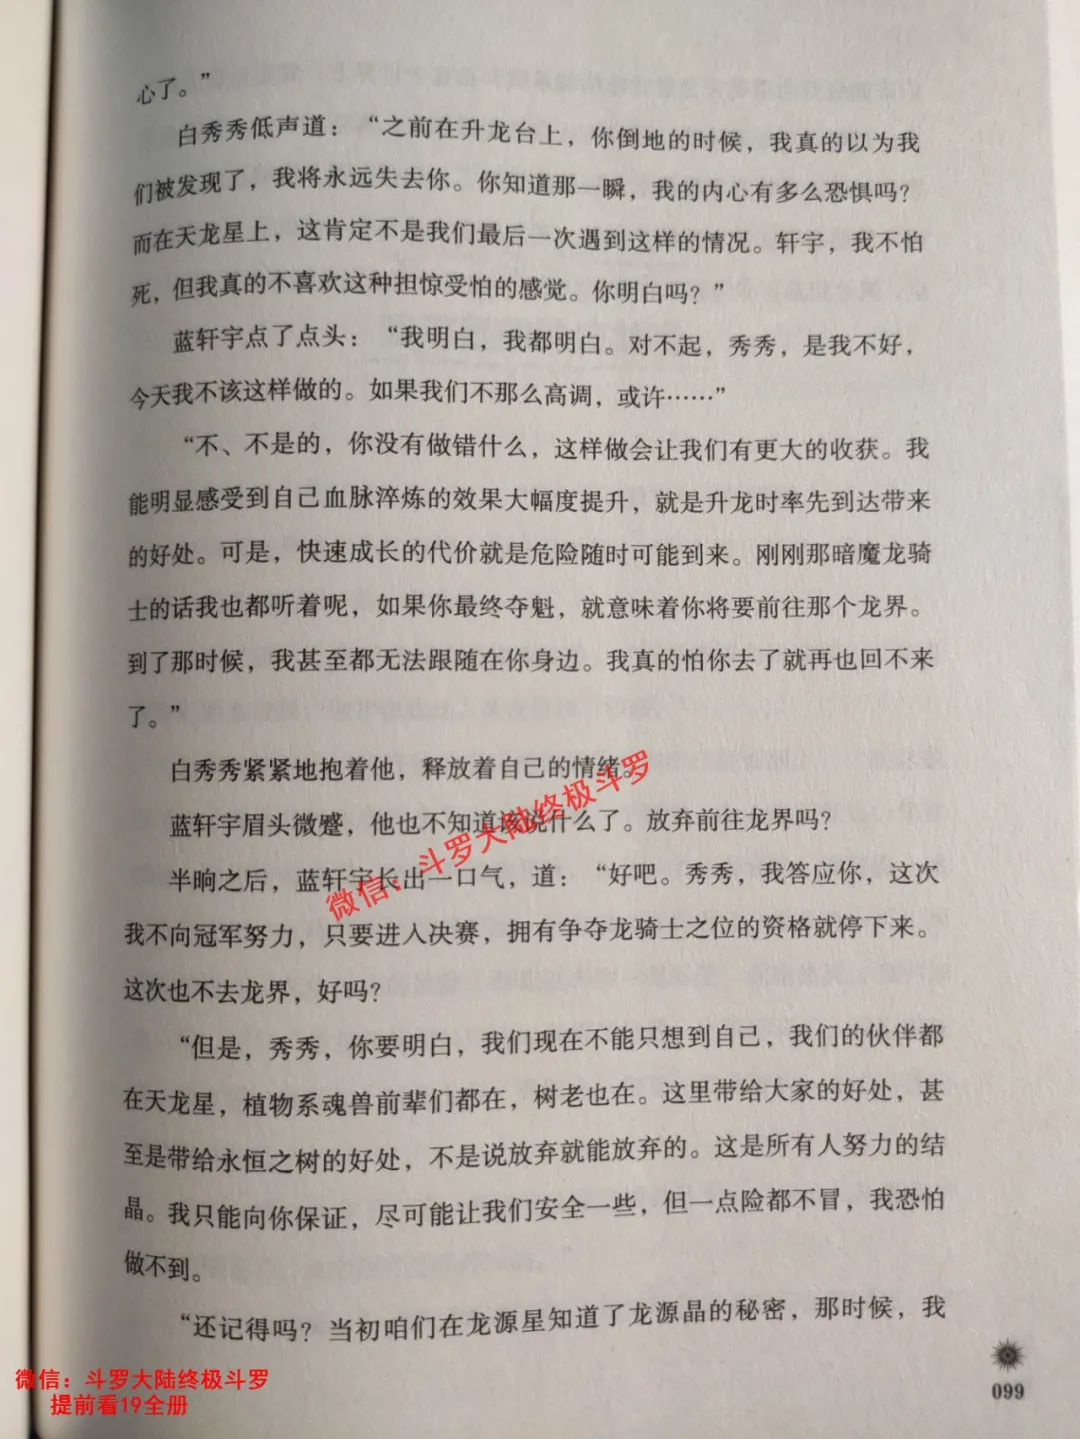 心了。”
白秀秀低声道：“之前在升龙台上，你倒地的时候，我真的以为我
们被发现了，我将永远失去你。你知道那一瞬，我的内心有多么恐惧吗？
而在天龙星上，这肯定不是我们最后一次遇到这样的情况。轩宇，我不怕
死，但我真的不喜欢这种担惊受怕的感觉。你明白吗？”
蓝轩宇点了点头：“我明白，我都明白。对不起，秀秀，是我不好，
今天我不该这样做的。如果我们不那么高调，或许……”
“不、不是的，你没有做错什么，这样做会让我们有更大的收获。我
能明显感受到自己血脉淬炼的效果大幅度提升，就是升龙时率先到达带来
的好处。可是，快速成长的代价就是危险随时可能到来。刚刚那暗魔龙骑
士的话我也都听着呢，如果你最终夺魁，就意味着你将要前往那个龙界。
到了那时候，我甚至都无法跟随在你身边。我真的怕你去了就再也回不来
了。”
白秀秀紧紧地抱着他，释放着自己的情绪。
蓝轩宇眉头微蹙，他也不知道该说什么了。放弃前往龙界吗？
半晌之后，蓝轩宇长出一口气，道：“好吧。秀秀，我答应你，这次
我不向冠军努力，只要进入决赛，拥有争夺龙骑士之位的资格就停下来。
这次也不去龙界，好吗？
“但是，秀秀，你要明白，我们现在不能只想到自己，我们的伙伴都
在天龙星，植物系魂兽前辈们都在，树老也在。这里带给大家的好处，甚
至是带给永恒之树的好处，不是说放弃就能放弃的。这是所有人努力的结
晶。我只能向你保证，尽可能让我们安全一些，但一点险都不冒，我恐怕
做不到。
“还记得吗？当初咱们在龙源星知道了龙源晶的秘密，那时候，我
099
微信：斗罗大陆终极斗罗
微信：斗罗大陆终极斗罗
提前看19全册